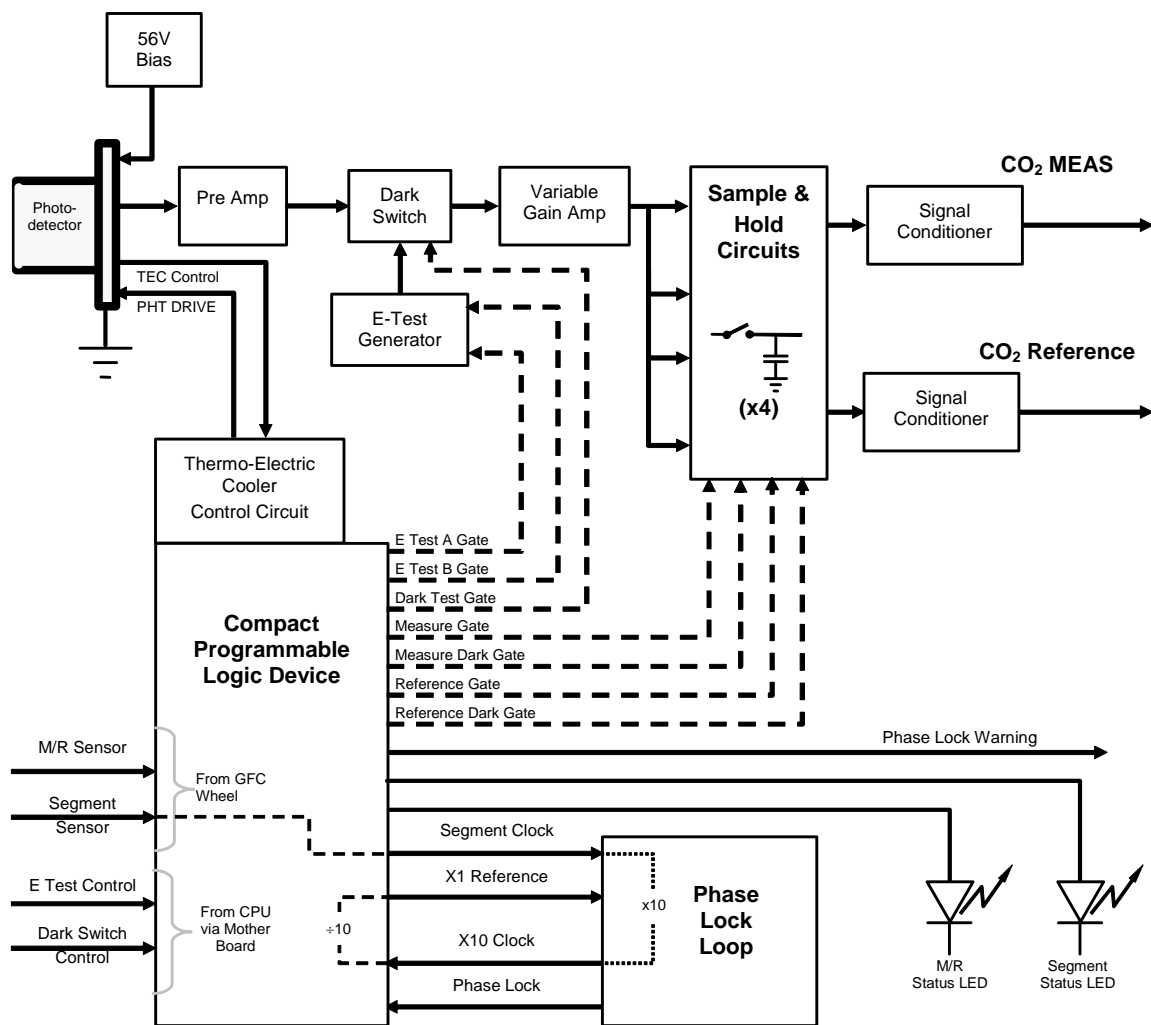 56V
Bias
Photo-
detector
Pre Amp
Dark
Switch
Variable
Gain Amp
Sample &
Hold
Circuits
(x4)
CO₂ MEAS
Signal
Conditioner
CO₂ Reference
Signal
Conditioner
TEC Control
PHT DRIVE
E-Test
Generator
Thermo-Electric
Cooler
Control Circuit
E Test A Gate
E Test B Gate
Dark Test Gate
Measure Gate
Measure Dark Gate
Reference Gate
Reference Dark Gate
Compact
Programmable
Logic Device
M/R Sensor
Segment
Sensor
From GFC
Wheel
E Test Control
Dark Switch
Control
From CPU
via Mother
Board
÷10
Phase Lock Warning
Segment Clock
X1 Reference
X10 Clock
Phase Lock
x10
Phase
Lock
Loop
M/R
Status LED
Segment
Status LED